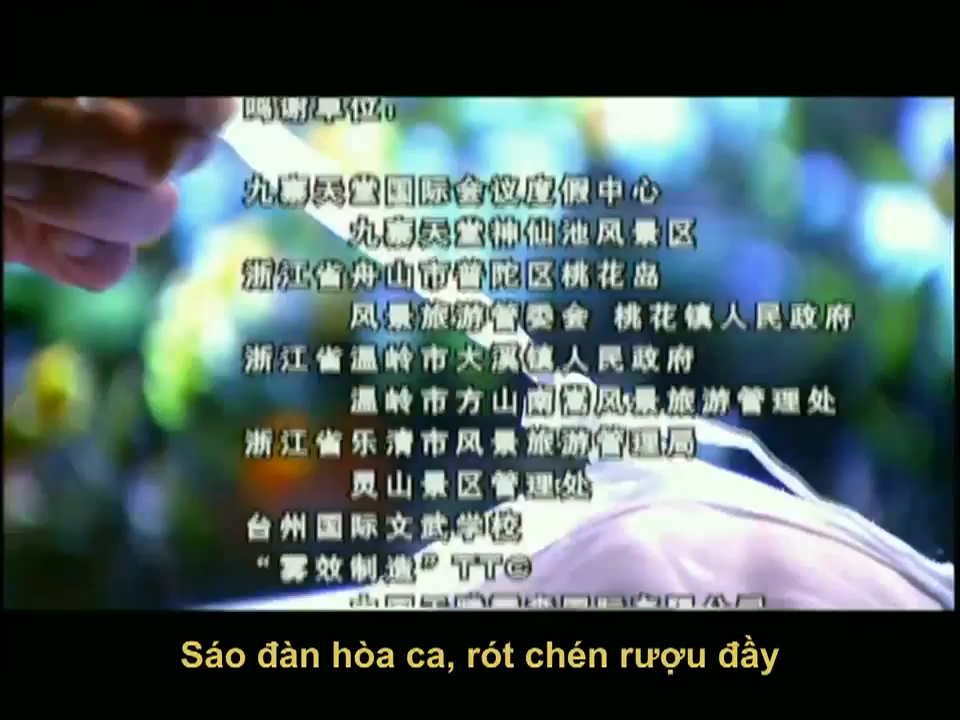 鸣谢单位:
九寨天堂国际会议度假中心
九寨天堂神仙池风景区
浙江省舟山市普陀区桃花岛
风景旅游管委会 桃花镇人民政府
浙江省温岭市大溪镇人民政府
温岭市方山南嵩风景旅游管理处
浙江省乐清市风景旅游管理局
灵山景区管理处
台州国际文武学校
“雾效制造”TTC
Sáo đàn hòa ca, rót chén rượu đầy